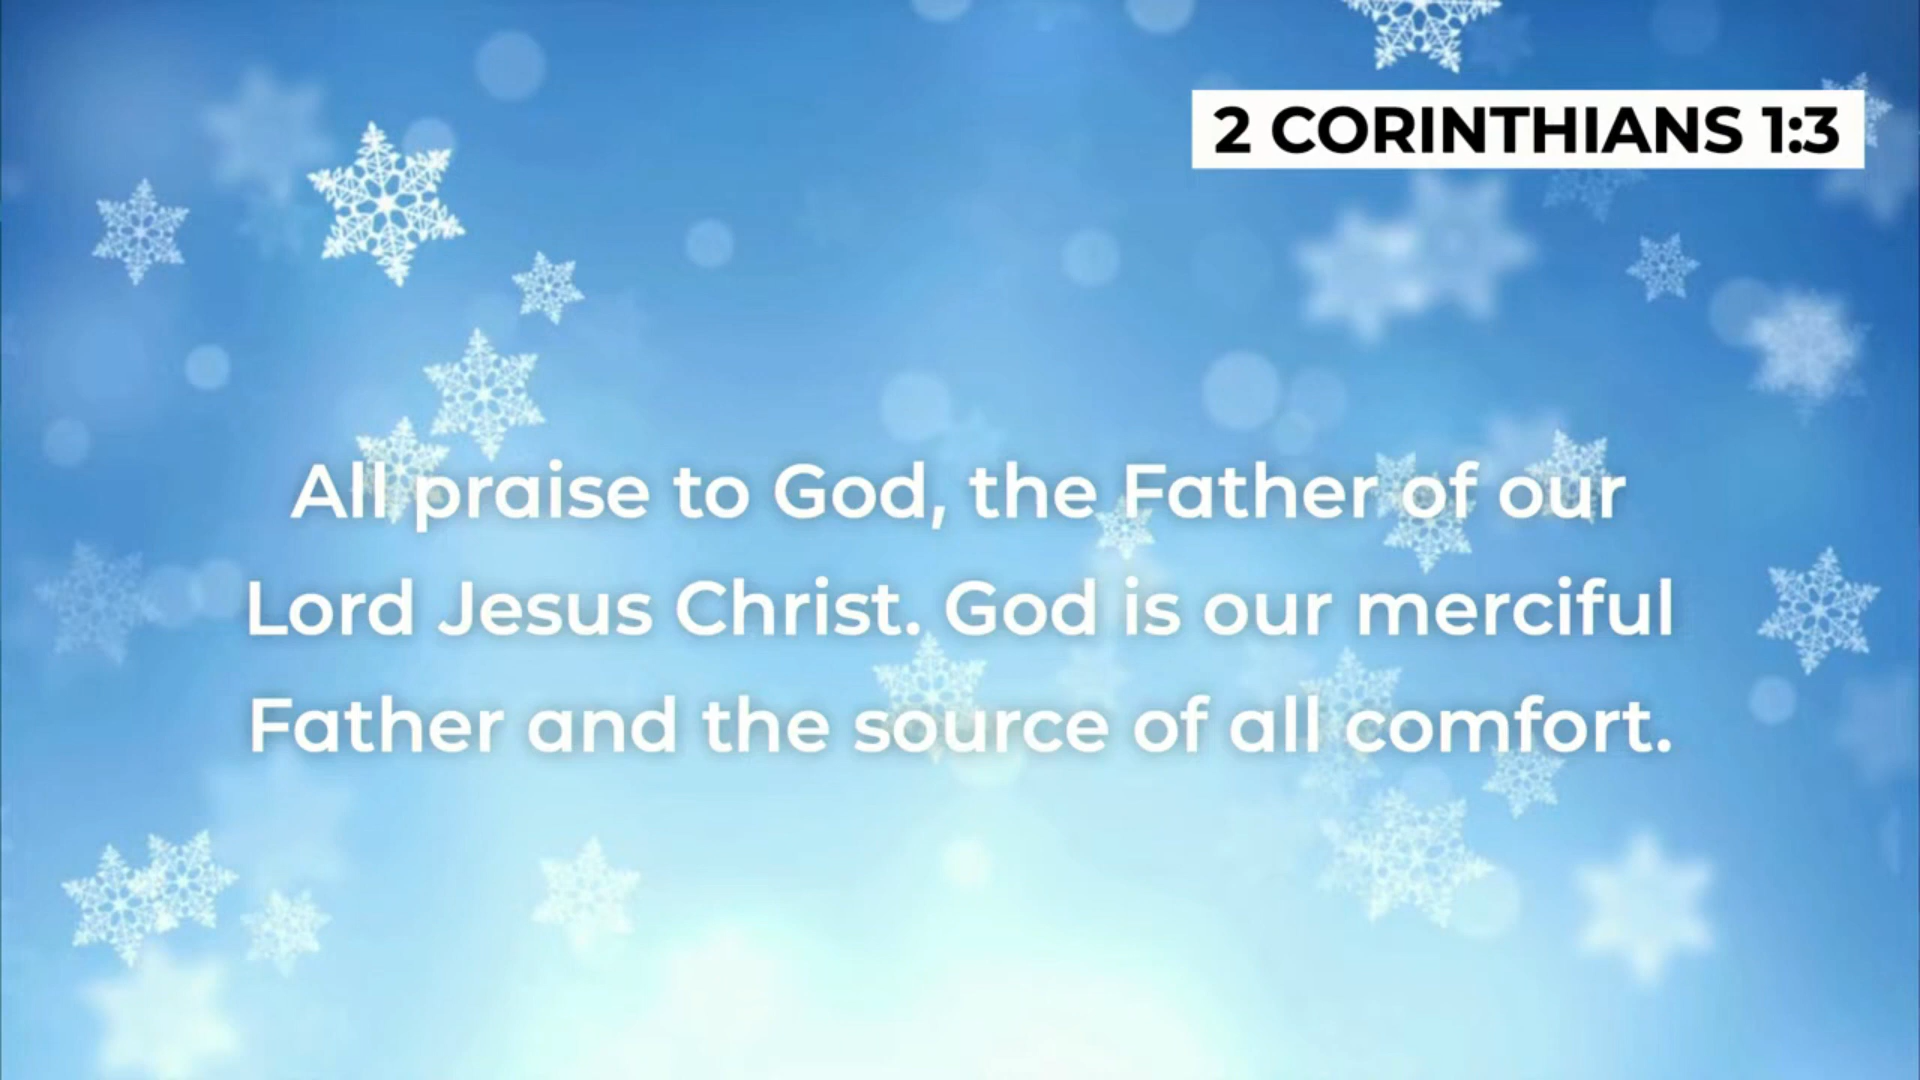 2 CORINTHIANS 1:3
All praise to God, the Father of our
Lord Jesus Christ. God is our merciful
Father and the source of all comfort.